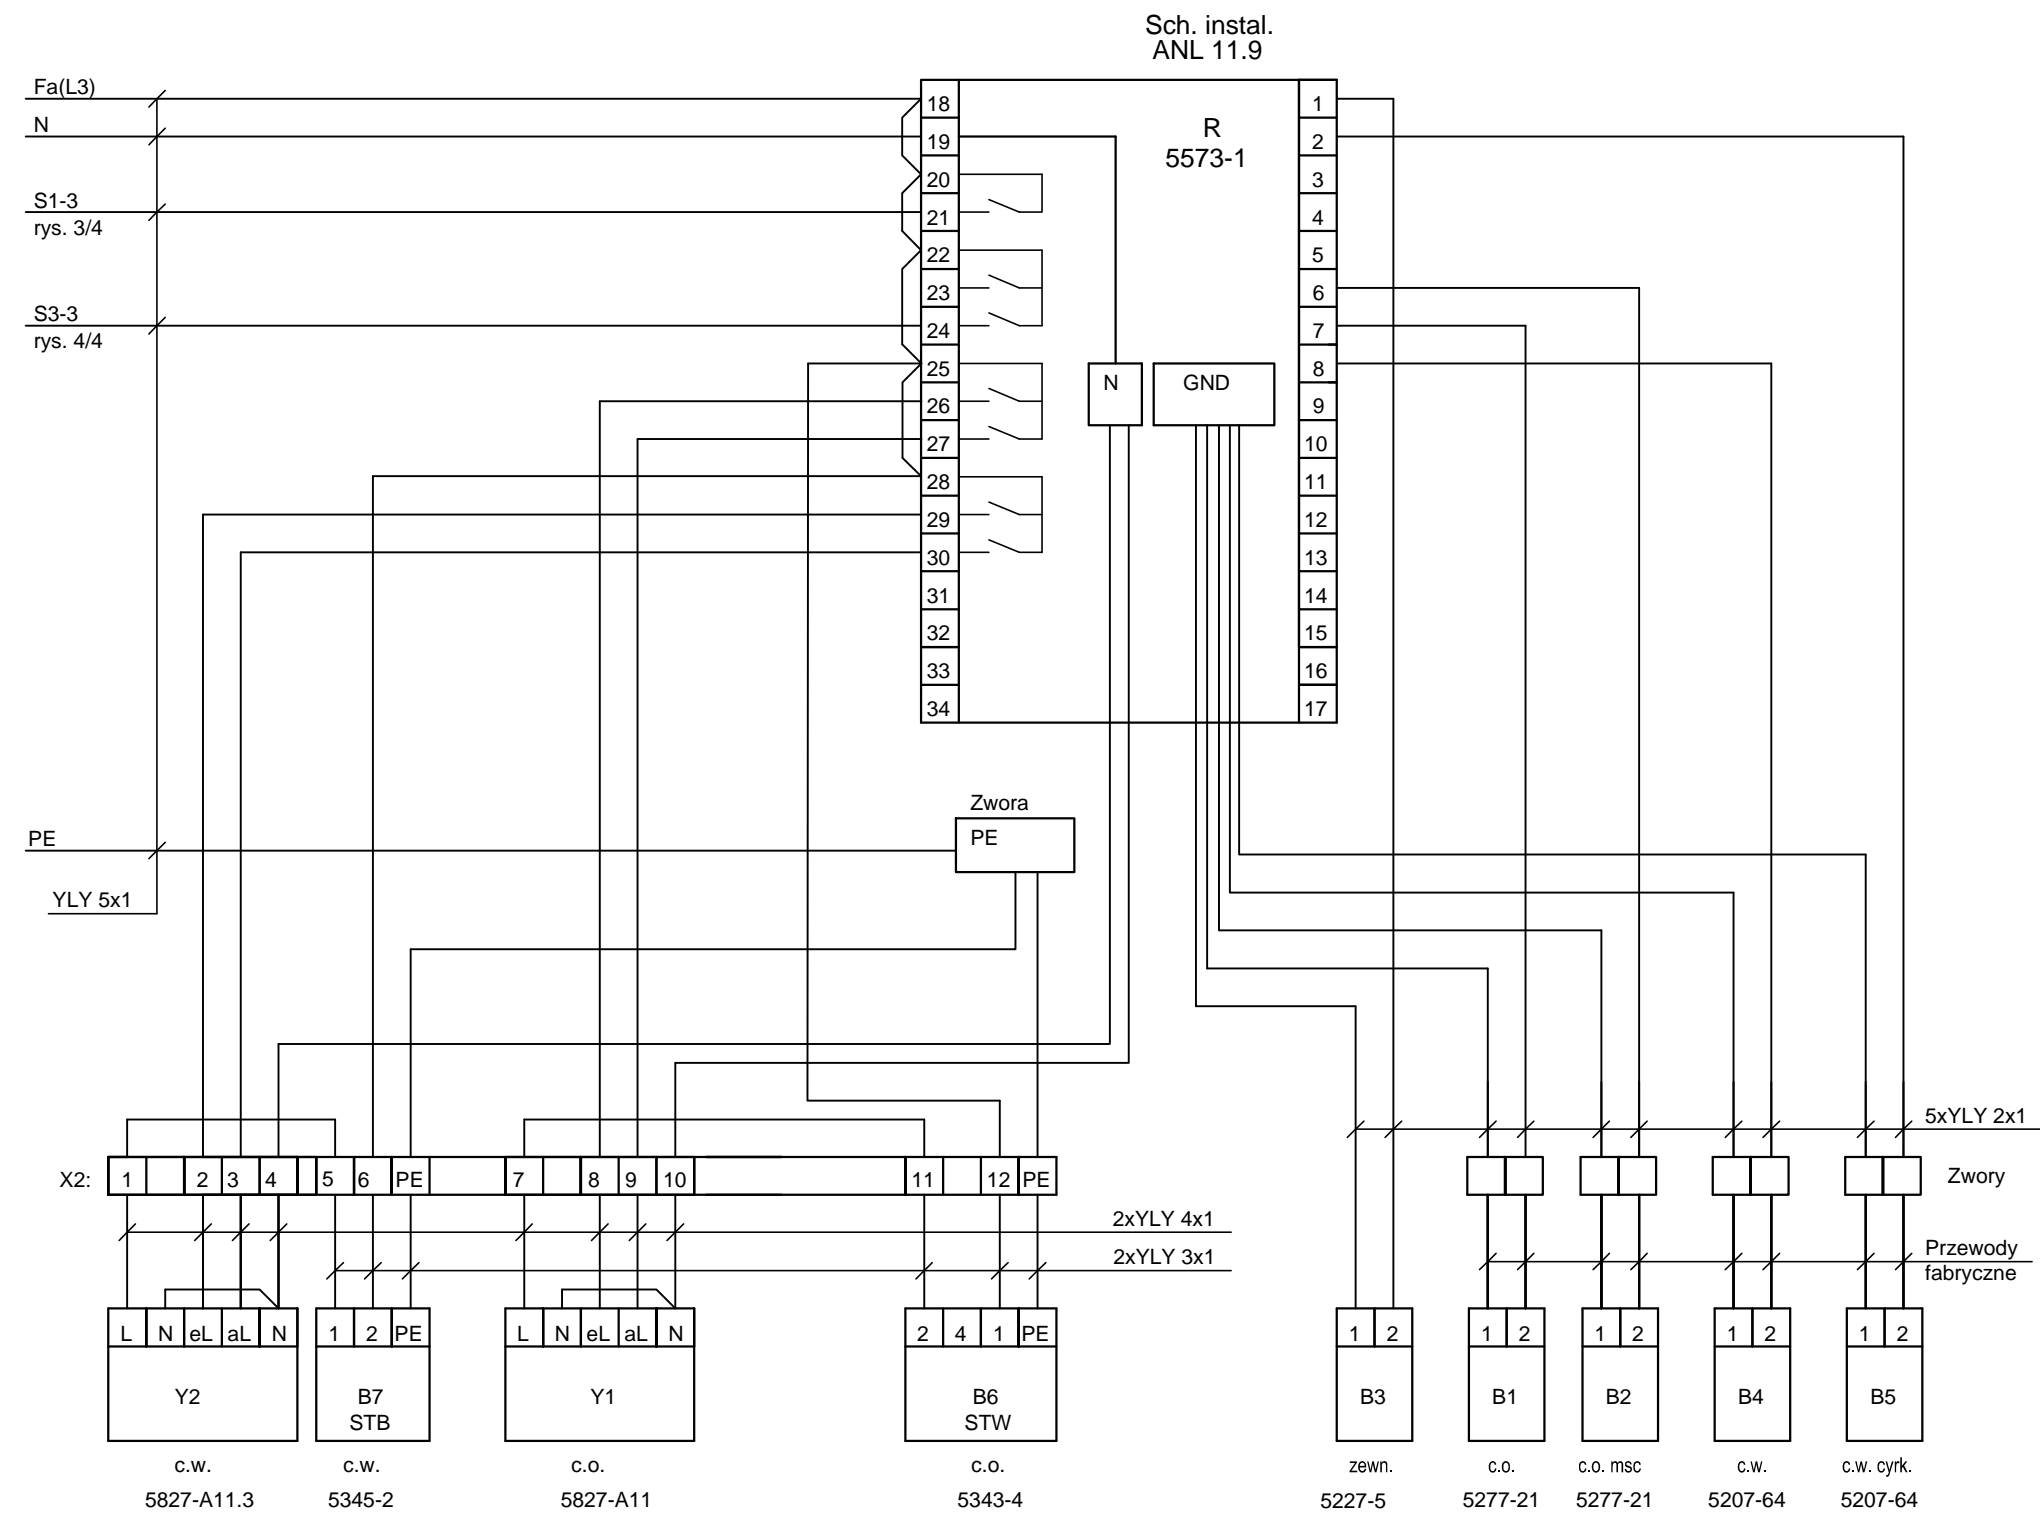 Sch. instal.
ANL 11.9
Fa(L3)
N
S1-3
rys. 3/4
S3-3
rys. 4/4
PE
YLY 5x1
R
5573-1
18
19
20
21
22
23
24
25
26
27
28
29
30
31
32
33
34
1
2
3
4
5
6
7
8
9
10
11
12
13
14
15
16
17
N
GND
Zwora
PE
5xYLY 2x1
X2:
1 2 3 4 5 6 PE 7 8 9 10 11 12 PE
Zwory
2xYLY 4x1
2xYLY 3x1
Przewody
fabryczne
L N eL aL N
1 2 PE
L N eL aL N
2 4 1 PE
1 2
1 2
1 2
1 2
1 2
Y2
B7
STB
Y1
B6
STW
B3
B1
B2
B4
B5
c.w.
c.w.
c.o.
c.o.
zewn.
c.o.
c.o. msc
c.w.
c.w. cyrk.
5827-A11.3
5345-2
5827-A11
5343-4
5227-5
5277-21
5277-21
5207-64
5207-64